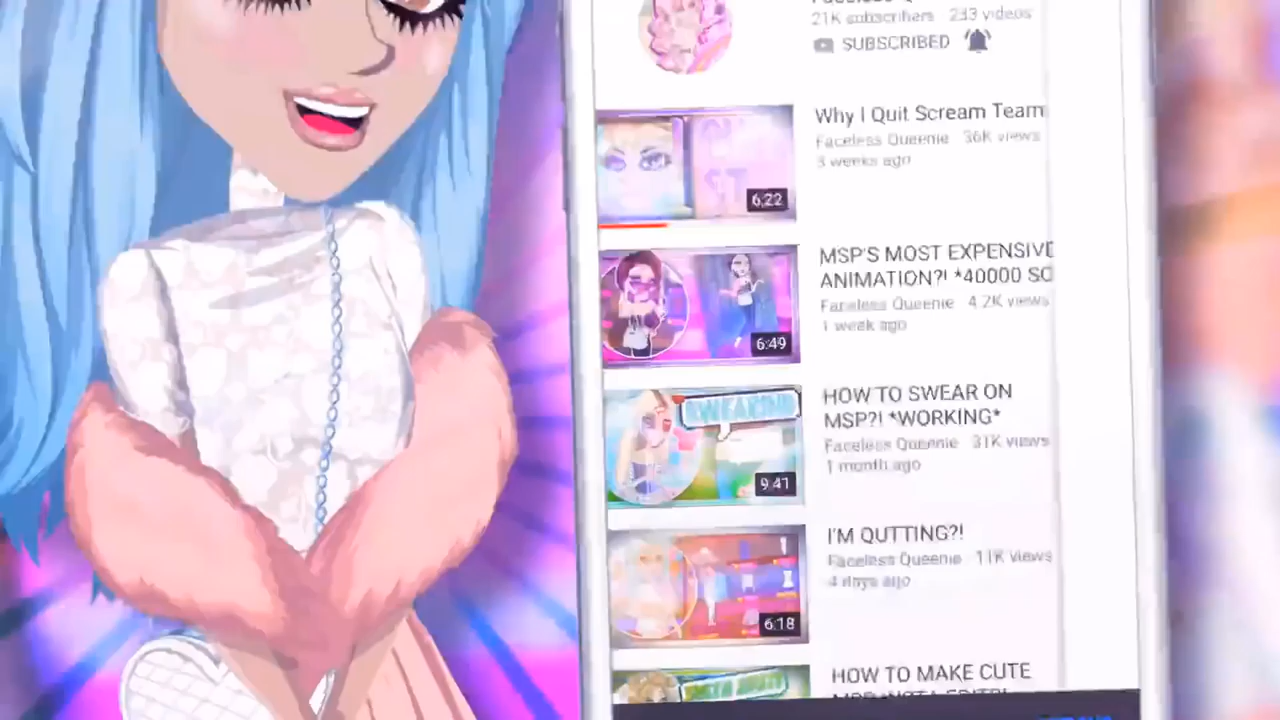 21K subscribers 233 videos
SUBSCRIBED
Why I Quit Scream Team
Faceless Queenie 36K views
3 weeks ago
6:22
MSP'S MOST EXPENSIVE
ANIMATION?! *40000 SC
Faceless Queenie 4.2K views
1 week ago
6:49
HOW TO SWEAR ON
MSP?! *WORKING*
Faceless Queenie 31K views
1 month ago
SWEARING
9:41
I'M QUTTING?!
Faceless Queenie 11K views
4 days ago
6:18
HOW TO MAKE CUTE